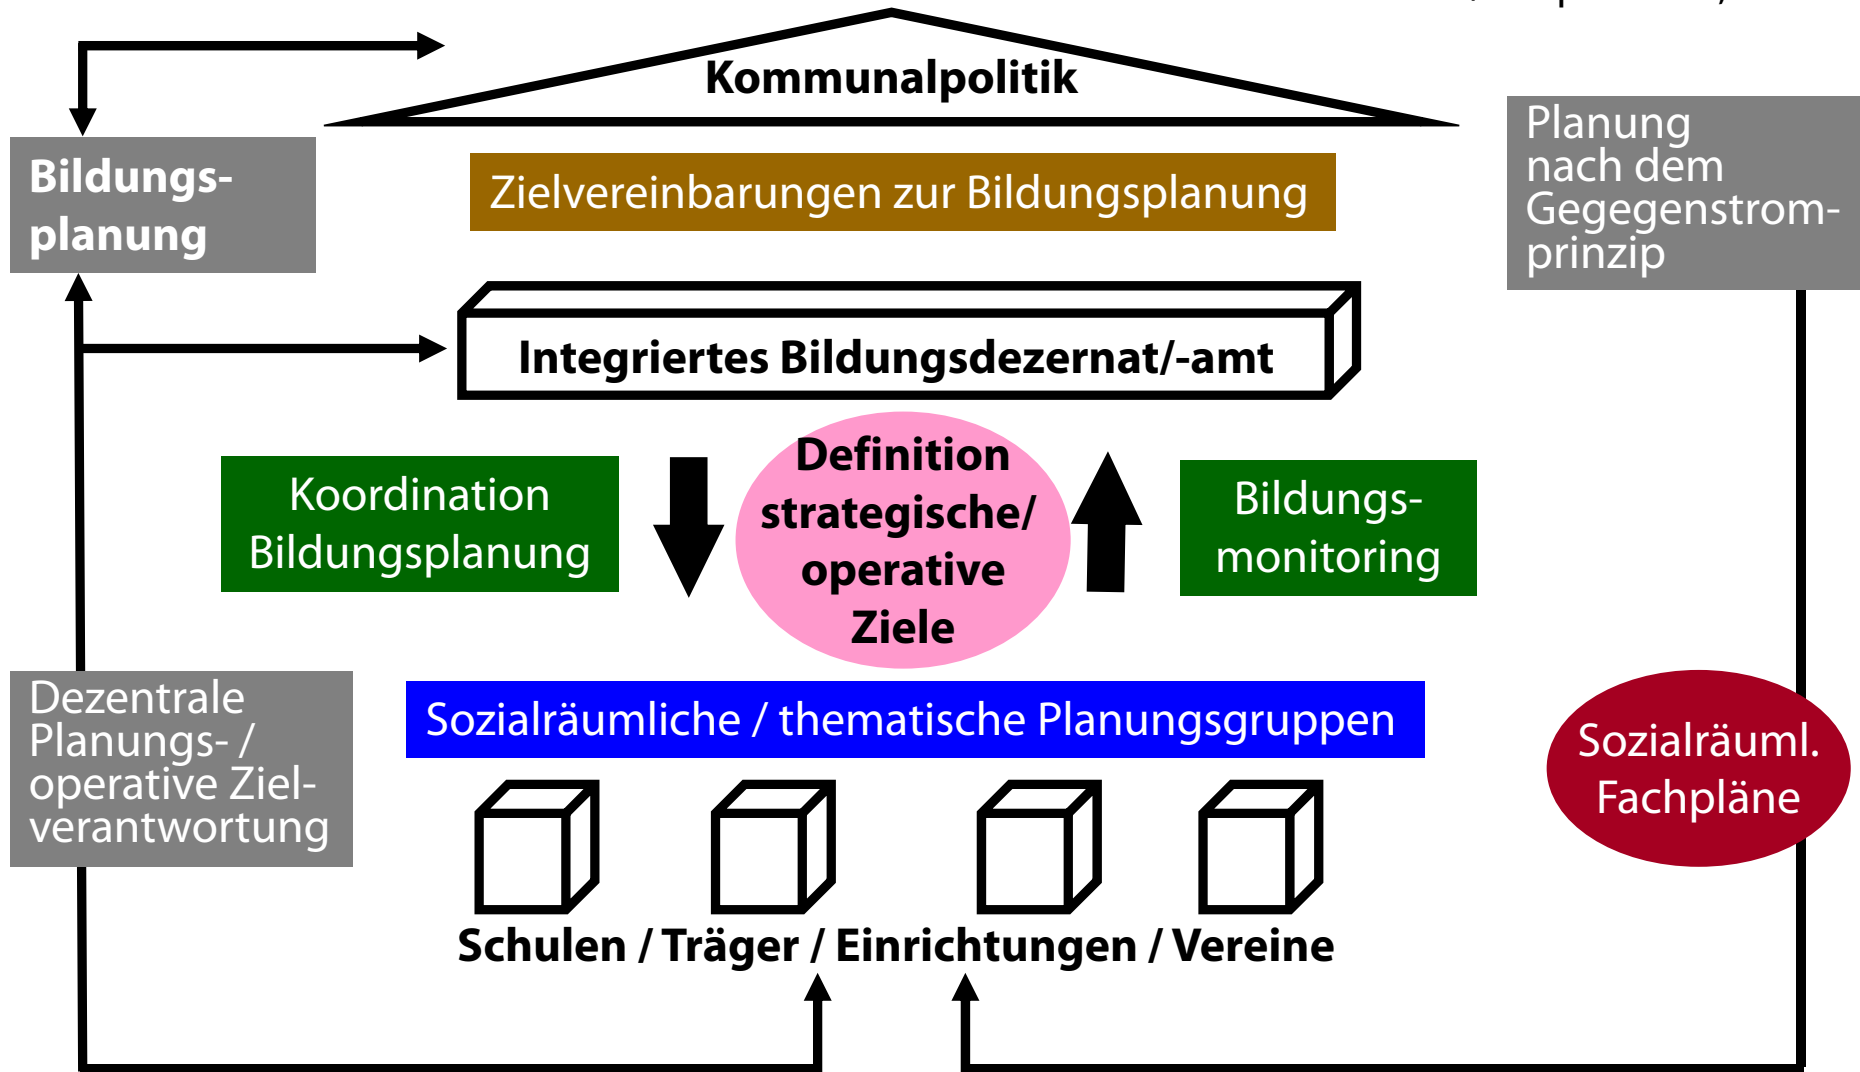 Kommunalpolitik
Bildungs-
planung
Zielvereinbarungen zur Bildungsplanung
Planung
nach dem
Gegegenstrom-
prinzip
Integriertes Bildungsdezernat/-amt
Koordination
Bildungsplanung
Definition
strategische/
operative
Ziele
Bildungs-
monitoring
Dezentrale
Planungs- /
operative Ziel-
verantwortung
Sozialräumliche / thematische Planungsgruppen
Sozialräuml.
Fachpläne
Schulen / Träger / Einrichtungen / Vereine